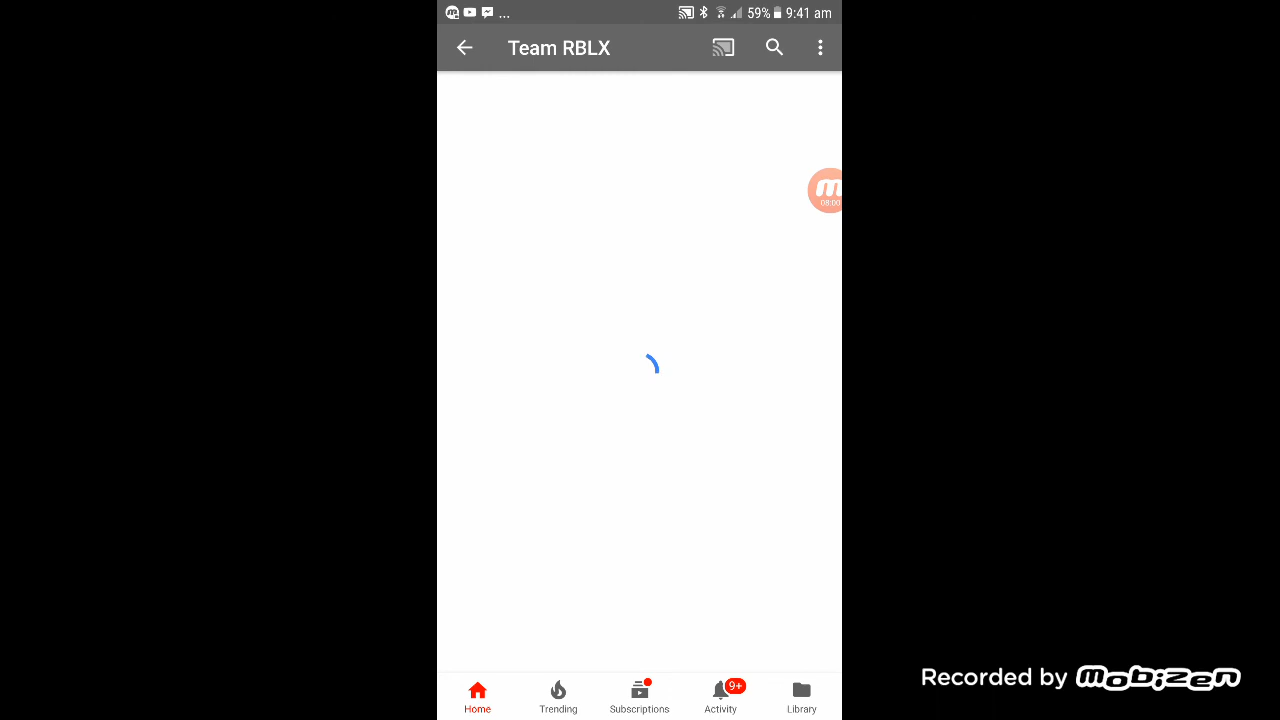 ... 59% 9:41 am
Team RBLX
m
08:00
Recorded by mobizen
9+
Home Trending Subscriptions Activity Library